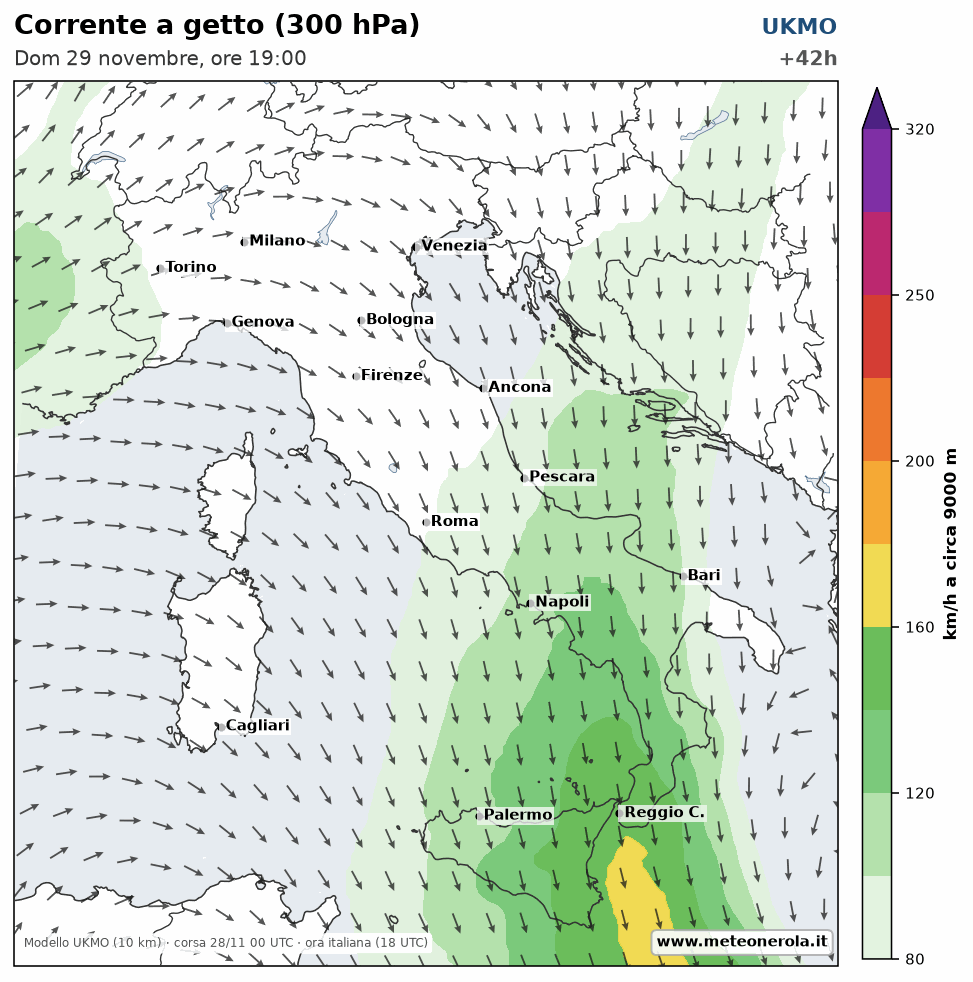 Corrente a getto (300 hPa)
UKMO
Dom 29 novembre, ore 19:00
+42h
Milano
Venezia
Torino
Genova
Bologna
Firenze
Ancona
Pescara
Roma
Bari
Napoli
Cagliari
Palermo
Reggio C.
Modello UKMO (10 km) · corsa 28/11 00 UTC · ora italiana (18 UTC)
www.meteonerola.it
320
250
200
160
120
80
km/h a circa 9000 m